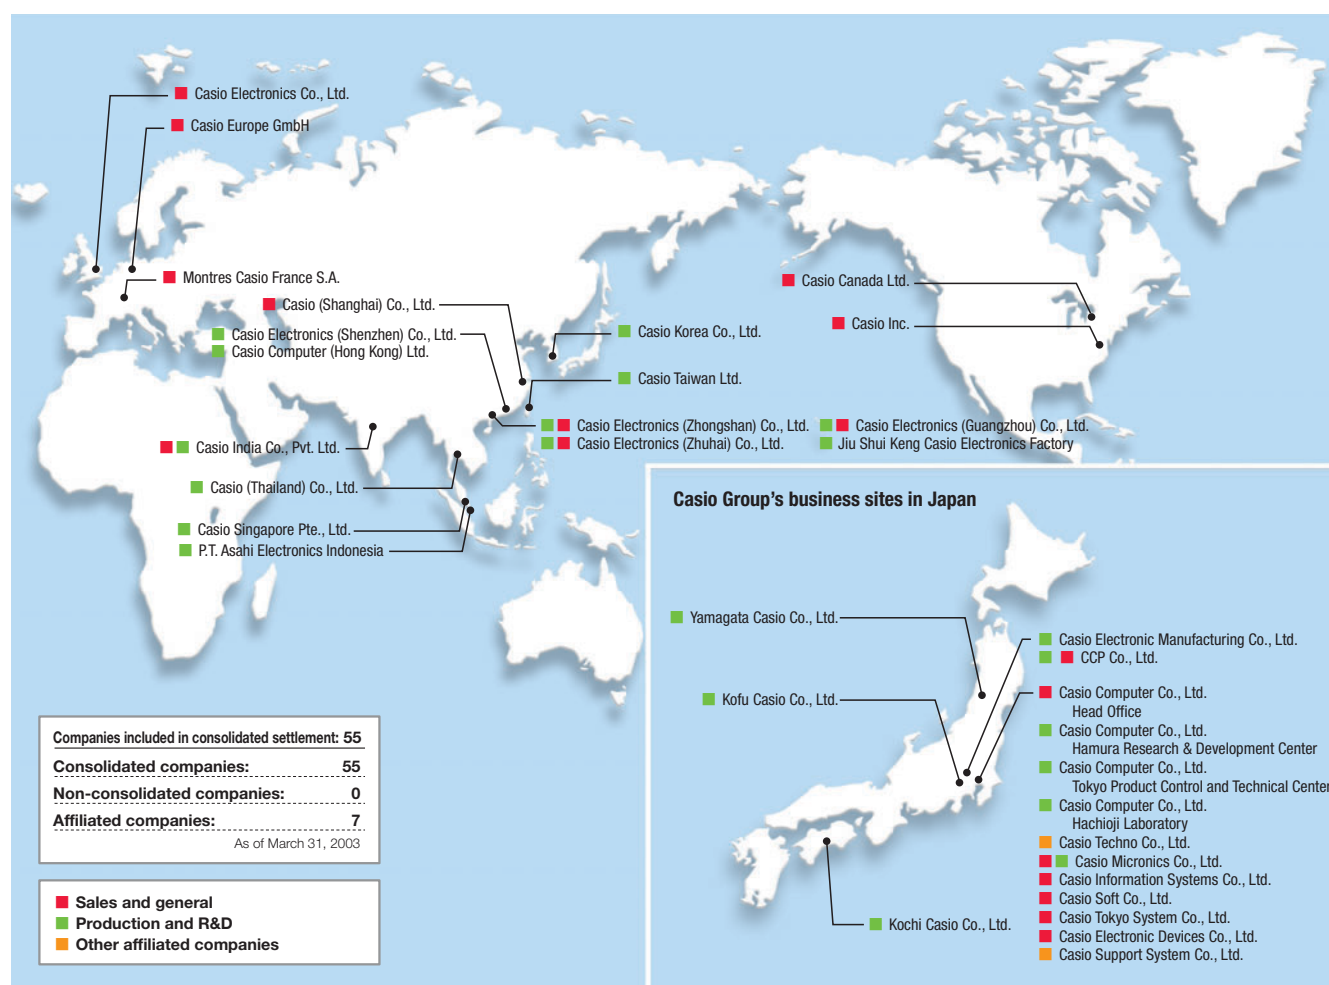 Casio Electronics Co., Ltd.
Casio Europe GmbH
Montres Casio France S.A.
Casio (Shanghai) Co., Ltd.
Casio Electronics (Shenzhen) Co., Ltd.
Casio Computer (Hong Kong) Ltd.
Casio Korea Co., Ltd.
Casio Taiwan Ltd.
Casio Canada Ltd.
Casio Inc.
Casio Electronics (Zhongshan) Co., Ltd.
Casio Electronics (Guangzhou) Co., Ltd.
Casio Electronics (Zhuhai) Co., Ltd.
Jiu Shui Keng Casio Electronics Factory
Casio India Co., Pvt. Ltd.
Casio (Thailand) Co., Ltd.
Casio Singapore Pte., Ltd.
P.T. Asahi Electronics Indonesia
Casio Group's business sites in Japan
Yamagata Casio Co., Ltd.
Kofu Casio Co., Ltd.
Kochi Casio Co., Ltd.
Casio Electronic Manufacturing Co., Ltd.
CCP Co., Ltd.
Casio Computer Co., Ltd.
Head Office
Casio Computer Co., Ltd.
Hamura Research & Development Center
Casio Computer Co., Ltd.
Tokyo Product Control and Technical Center
Casio Computer Co., Ltd.
Hachioji Laboratory
Casio Techno Co., Ltd.
Casio Micronics Co., Ltd.
Casio Information Systems Co., Ltd.
Casio Soft Co., Ltd.
Casio Tokyo System Co., Ltd.
Casio Electronic Devices Co., Ltd.
Casio Support System Co., Ltd.
Companies included in consolidated settlement: 55
Consolidated companies: 55
Non-consolidated companies: 0
Affiliated companies: 7
As of March 31, 2003
Sales and general
Production and R&D
Other affiliated companies